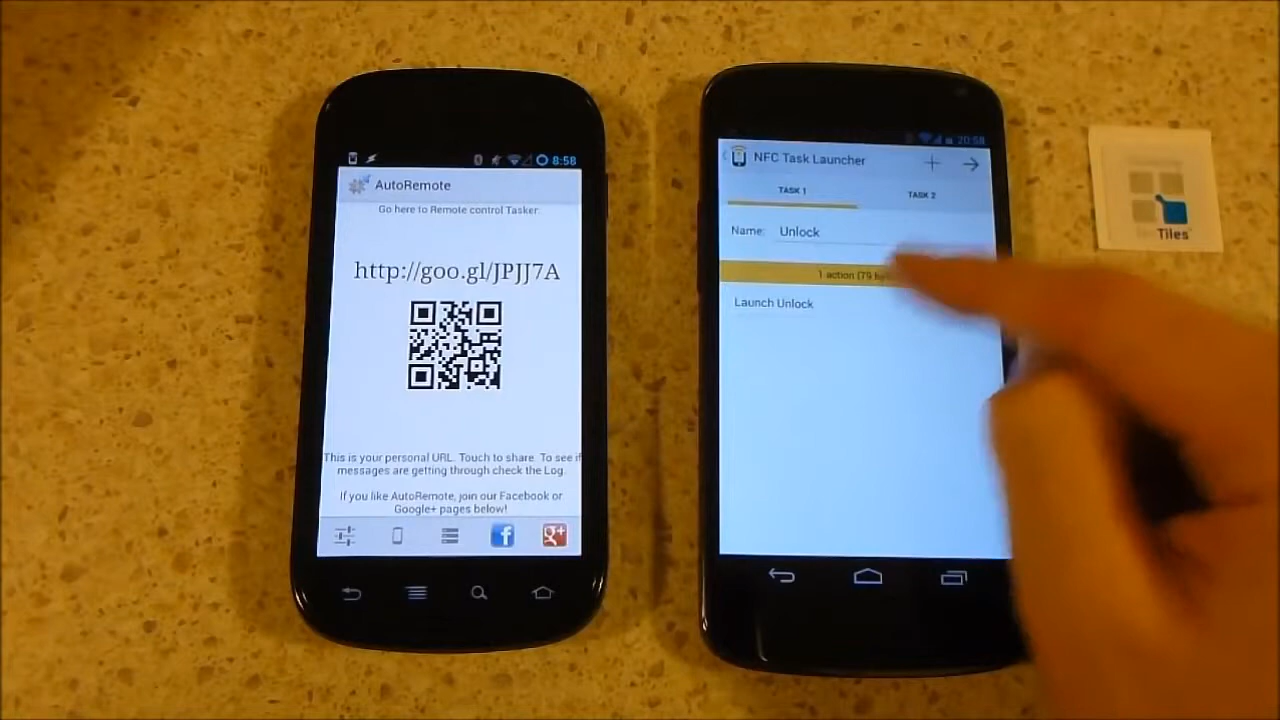 8:58
AutoRemote
Go here to Remote control Tasker:
http://goo.gl/JPJJ7A
This is your personal URL. Touch to share. To see if
messages are getting through check the Log.
If you like AutoRemote, join our Facebook or
Google+ pages below!
f
g+
20:58
NFC Task Launcher
TASK 1
TASK 2
Name: Unlock
1 action (79
Launch Unlock
Tiles